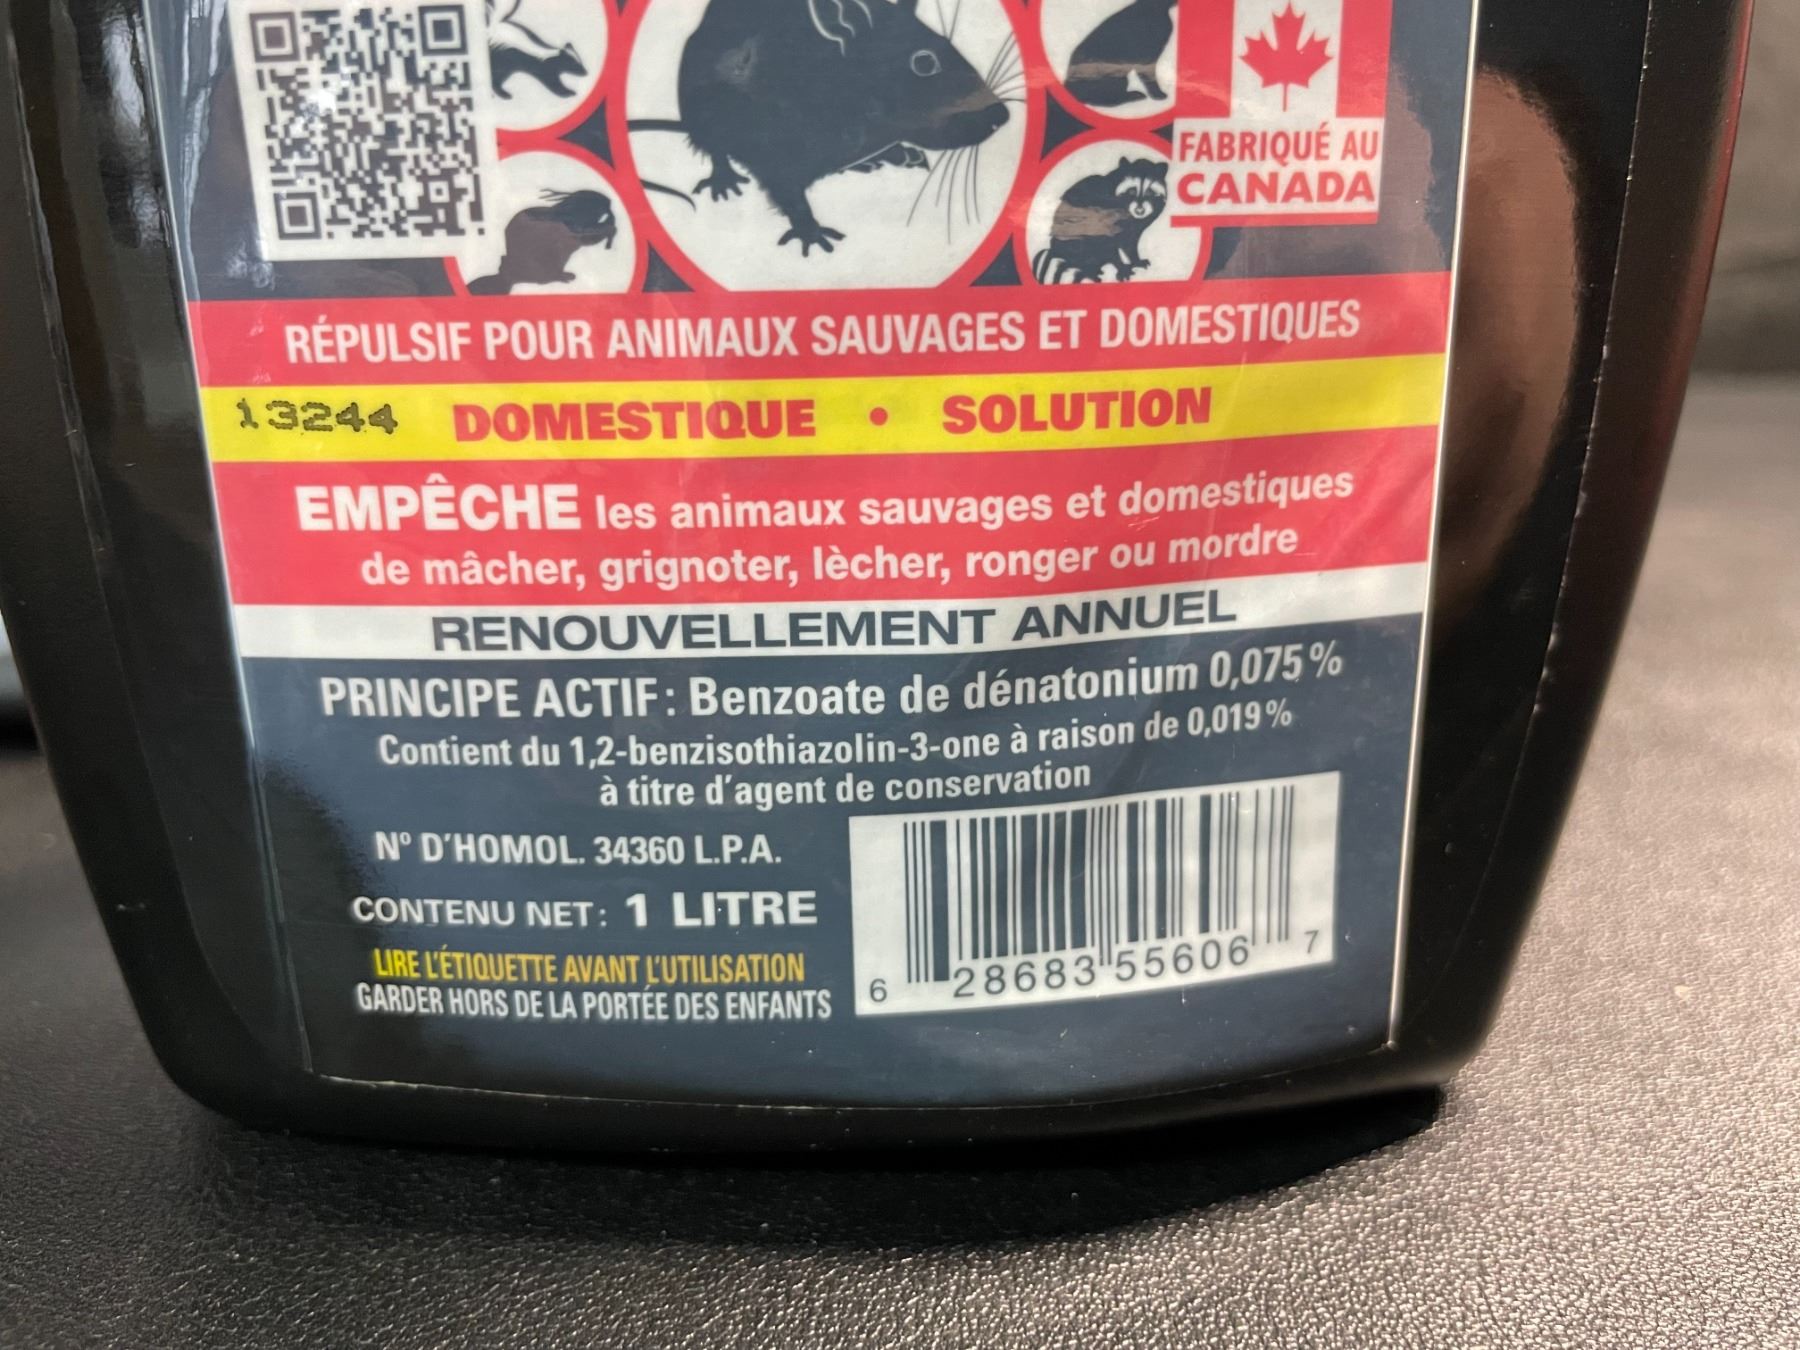 FABRIQUÉ AU
CANADA
RÉPULSIF POUR ANIMAUX SAUVAGES ET DOMESTIQUES
13244 DOMESTIQUE • SOLUTION
EMPÊCHE les animaux sauvages et domestiques
de mâcher, grignoter, lècher, ronger ou mordre
RENOUVELLEMENT ANNUEL
PRINCIPE ACTIF: Benzoate de dénatonium 0,075%
Contient du 1,2-benzisothiazolin-3-one à raison de 0,019%
à titre d'agent de conservation
Nº D'HOMOL. 34360 L.P.A.
CONTENU NET: 1 LITRE
LIRE L'ÉTIQUETTE AVANT L'UTILISATION
GARDER HORS DE LA PORTÉE DES ENFANTS
6 28683 55606 7